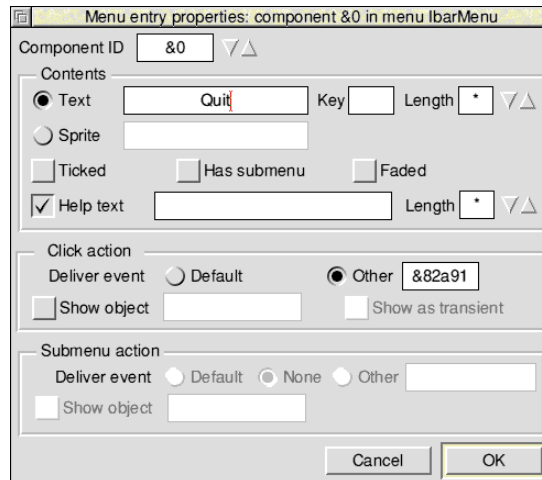 Menu entry properties: component &0 in menu IbarMenu
Component ID &0
Contents
Text Quit Key Length *
Sprite
Ticked Has submenu Faded
Help text Length *
Click action
Deliver event Default Other &82a91
Show object Show as transient
Submenu action
Deliver event Default None Other
Show object
Cancel OK